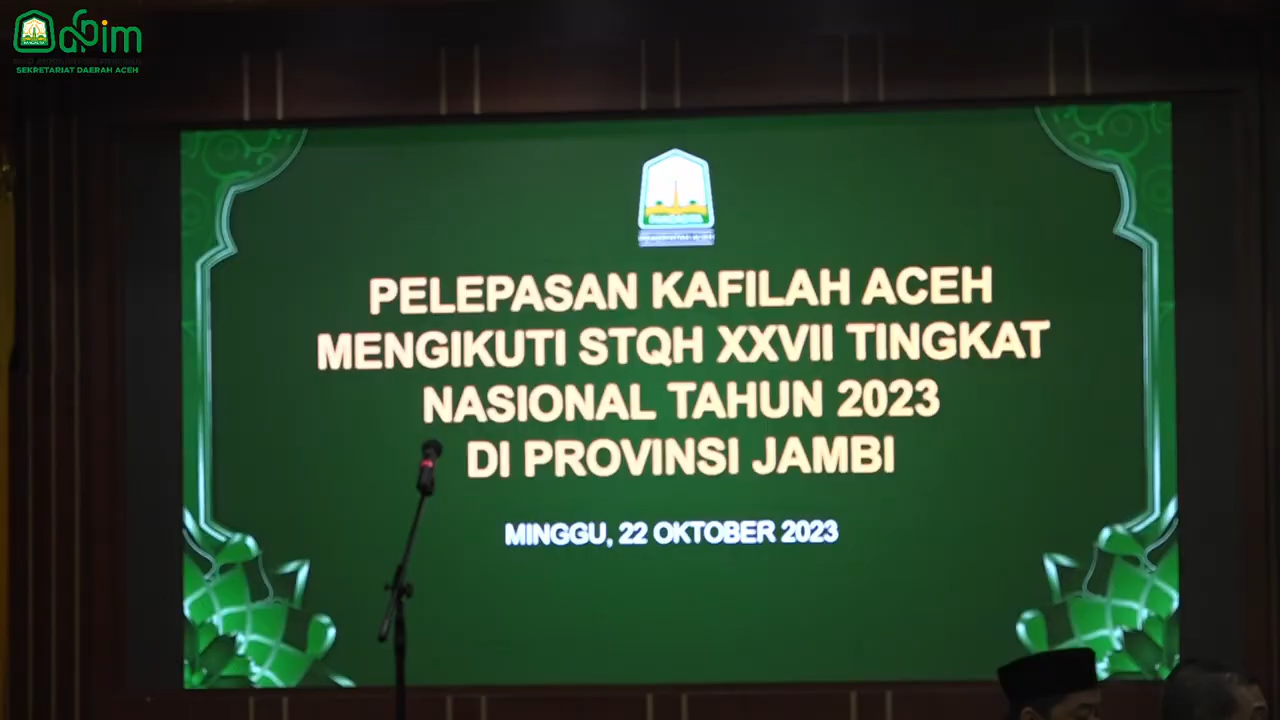 adpim
SEKRETARIAT DAERAH ACEH
PELEPASAN KAFILAH ACEH
MENGIKUTI STQH XXVII TINGKAT
NASIONAL TAHUN 2023
DI PROVINSI JAMBI
MINGGU, 22 OKTOBER 2023